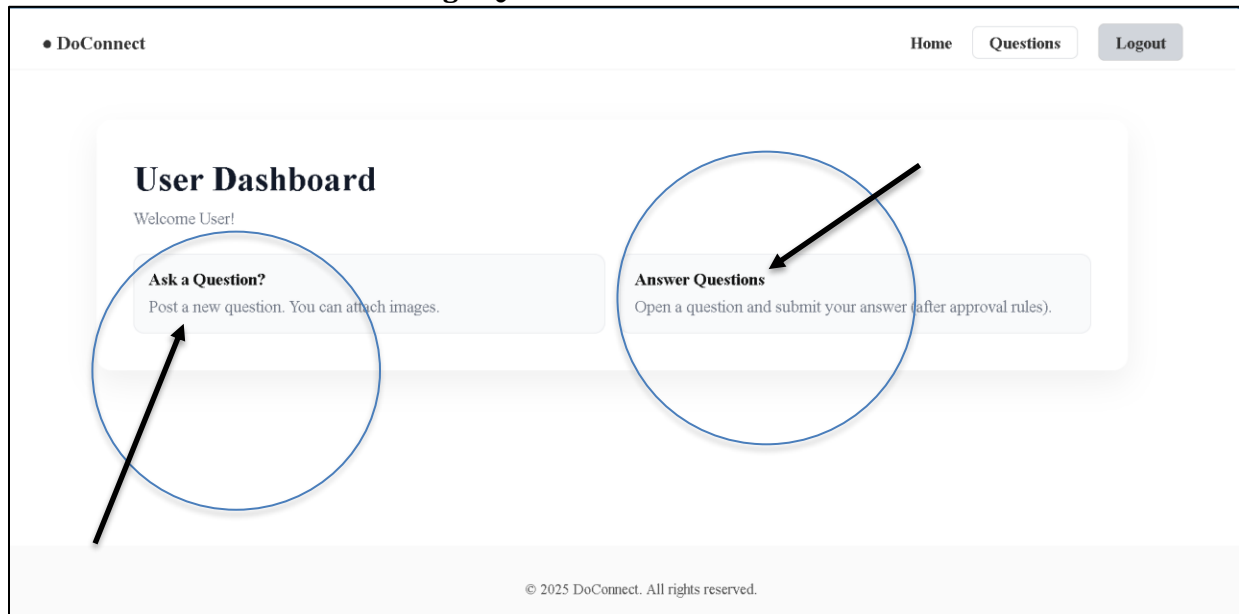 • DoConnect Home Questions Logout
User Dashboard
Welcome User!
Ask a Question?
Post a new question. You can attach images.
Answer Questions
Open a question and submit your answer (after approval rules).
© 2025 DoConnect. All rights reserved.